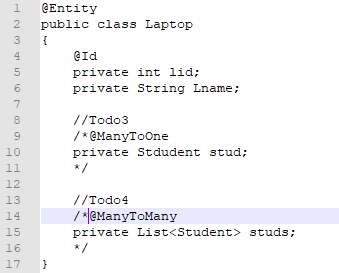 1 @Entity
2 public class Laptop
3 {
4 @Id
5 private int lid;
6 private String Lname;
7
8 //Todo3
9 /*@ManyToOne
10 private Stdudent stud;
11 */
12
13 //Todo4
14 /*@ManyToMany
15 private List<Student> studs;
16 */
17 }